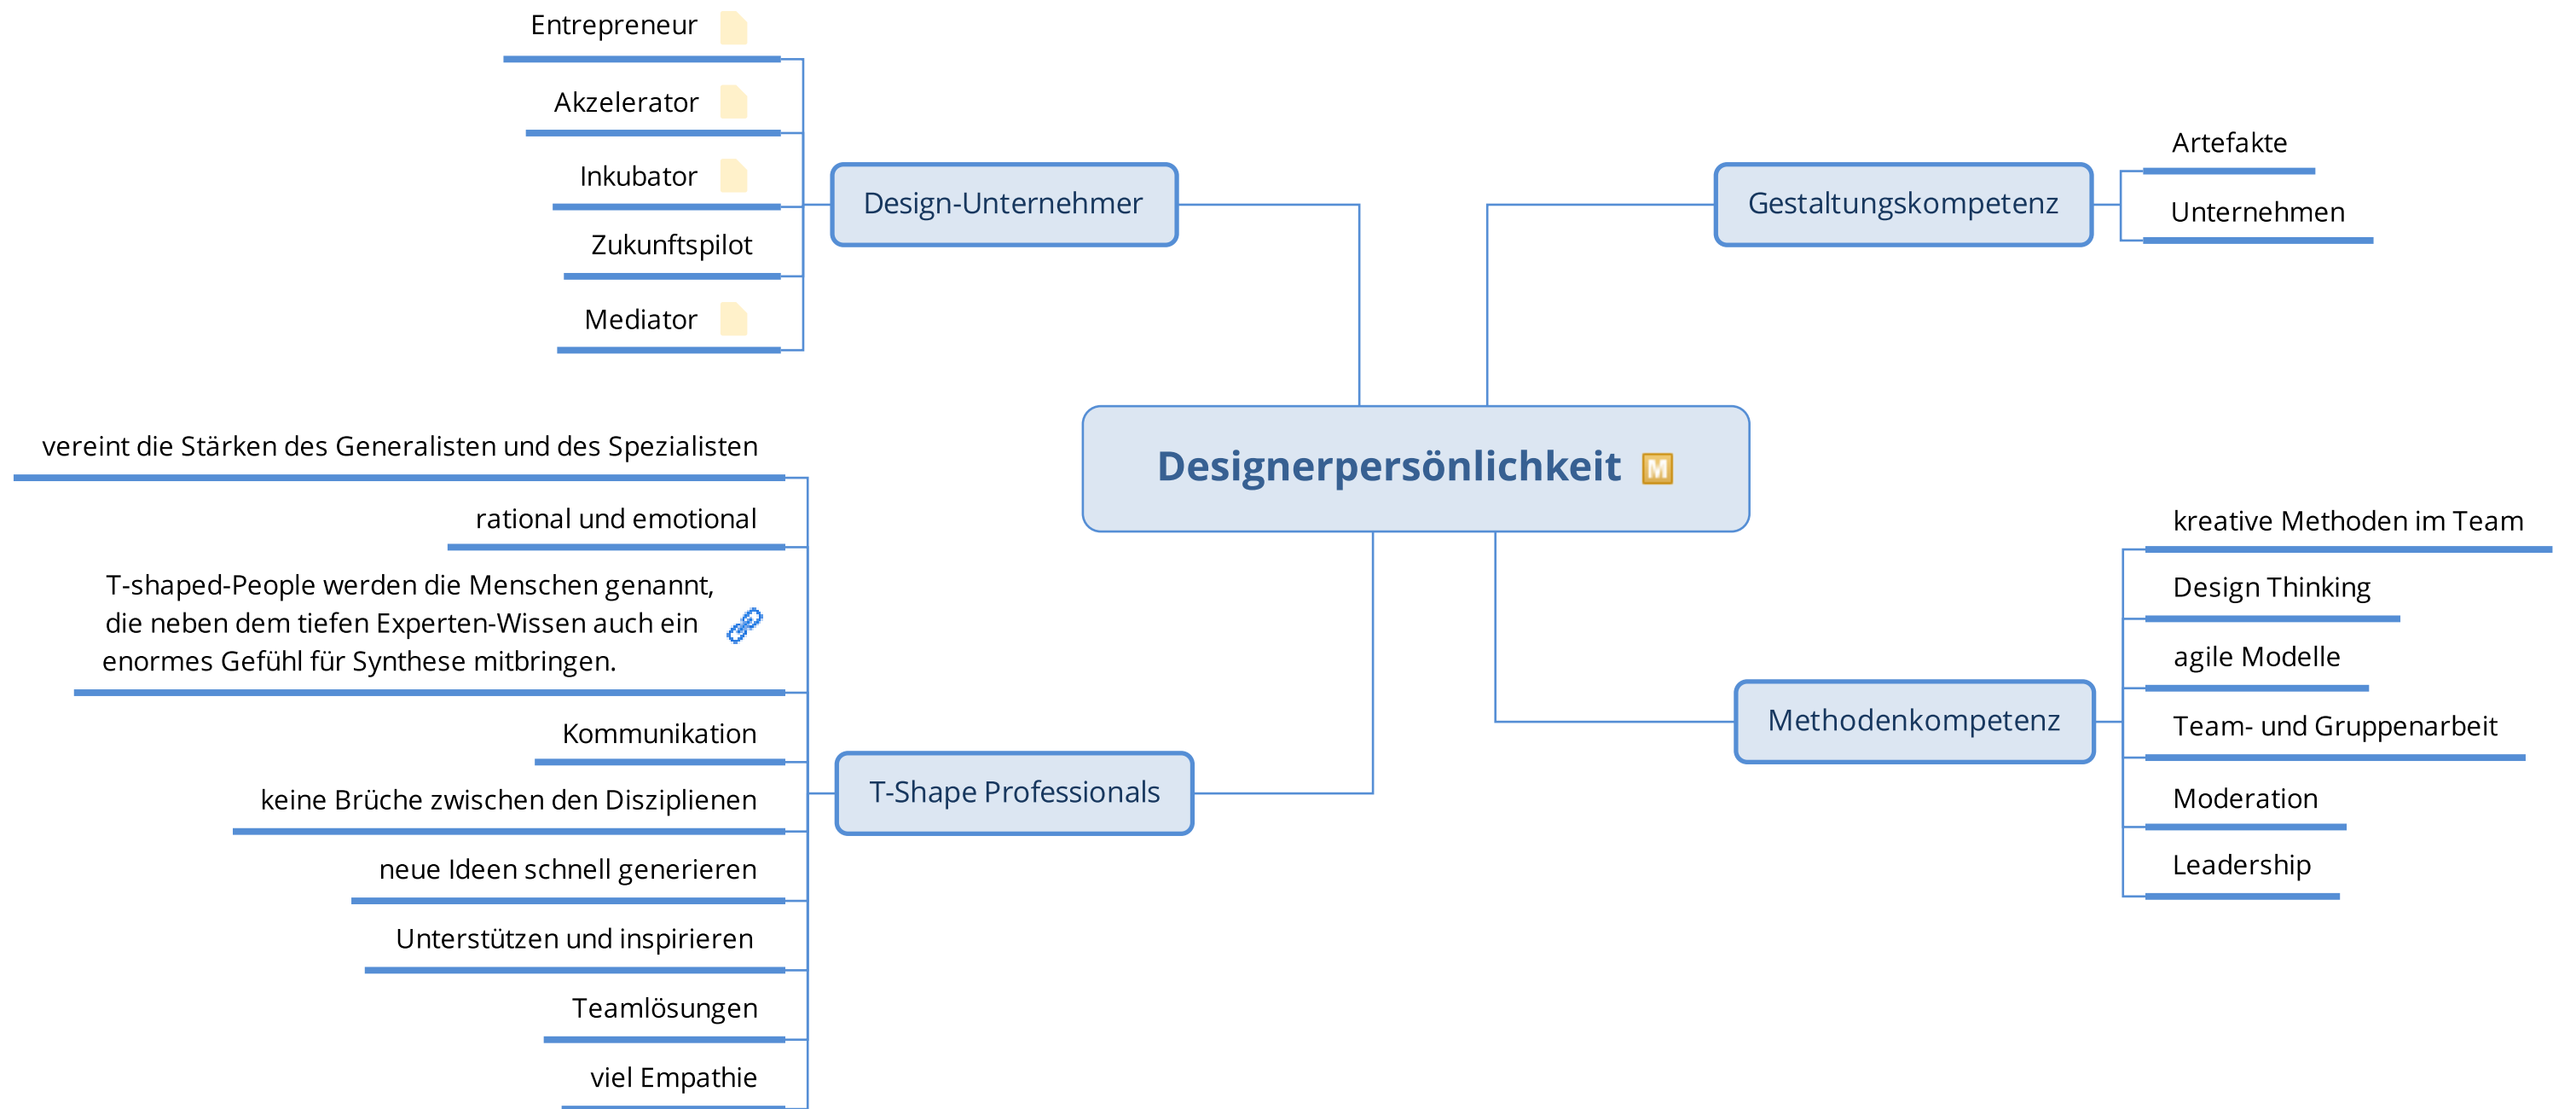 Designerpersönlichkeit
M
Design-Unternehmer
Entrepreneur
Akzelerator
Inkubator
Zukunftspilot
Mediator
Gestaltungskompetenz
Artefakte
Unternehmen
T-Shape Professionals
vereint die Stärken des Generalisten und des Spezialisten
rational und emotional
T-shaped-People werden die Menschen genannt,
die neben dem tiefen Experten-Wissen auch ein
enormes Gefühl für Synthese mitbringen.
Kommunikation
keine Brüche zwischen den Disziplienen
neue Ideen schnell generieren
Unterstützen und inspirieren
Teamlösungen
viel Empathie
Methodenkompetenz
kreative Methoden im Team
Design Thinking
agile Modelle
Team- und Gruppenarbeit
Moderation
Leadership